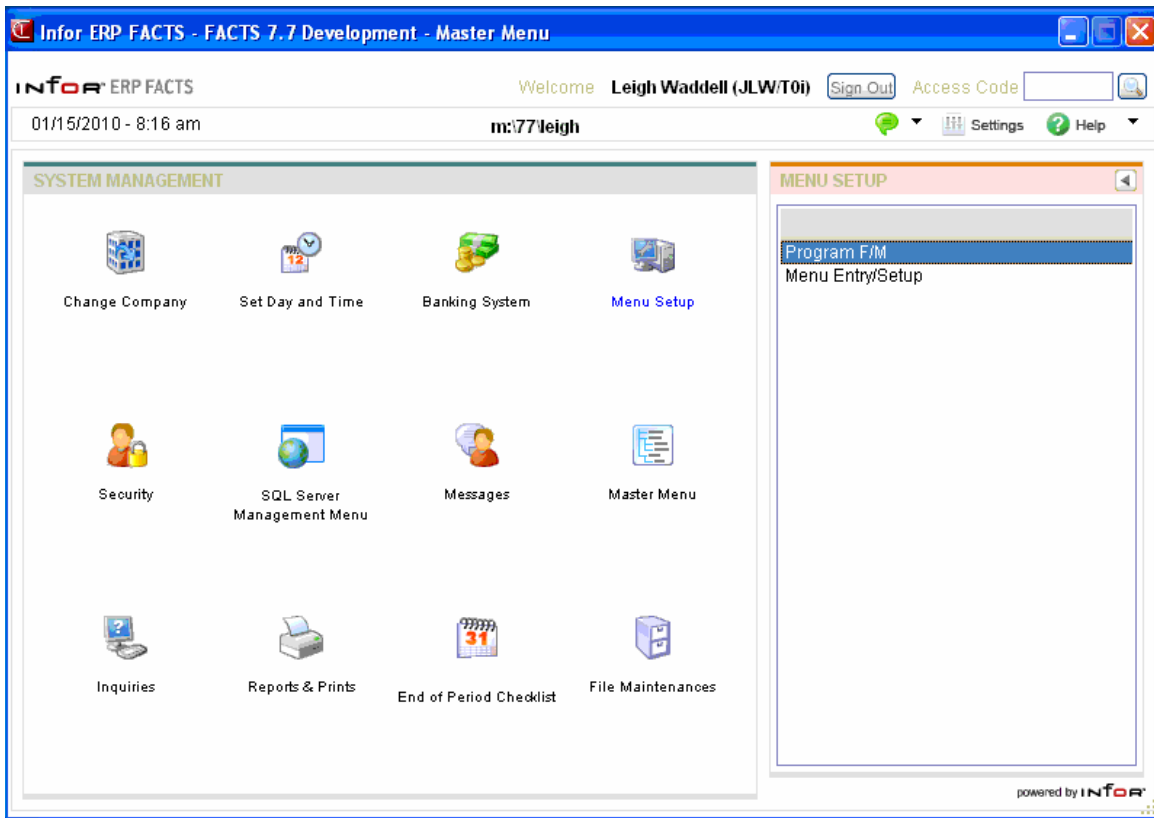 Infor ERP FACTS - FACTS 7.7 Development - Master Menu
INFOR ERP FACTS Welcome Leigh Waddell (JLW/T0i) Sign Out Access Code
01/15/2010 - 8:16 am m:\77\leigh Settings Help
SYSTEM MANAGEMENT
Change Company Set Day and Time Banking System Menu Setup
12
Security SQL Server Management Menu Messages Master Menu
31
Inquiries Reports & Prints End of Period Checklist File Maintenances
MENU SETUP
Program F/M
Menu Entry/Setup
powered by INFOR